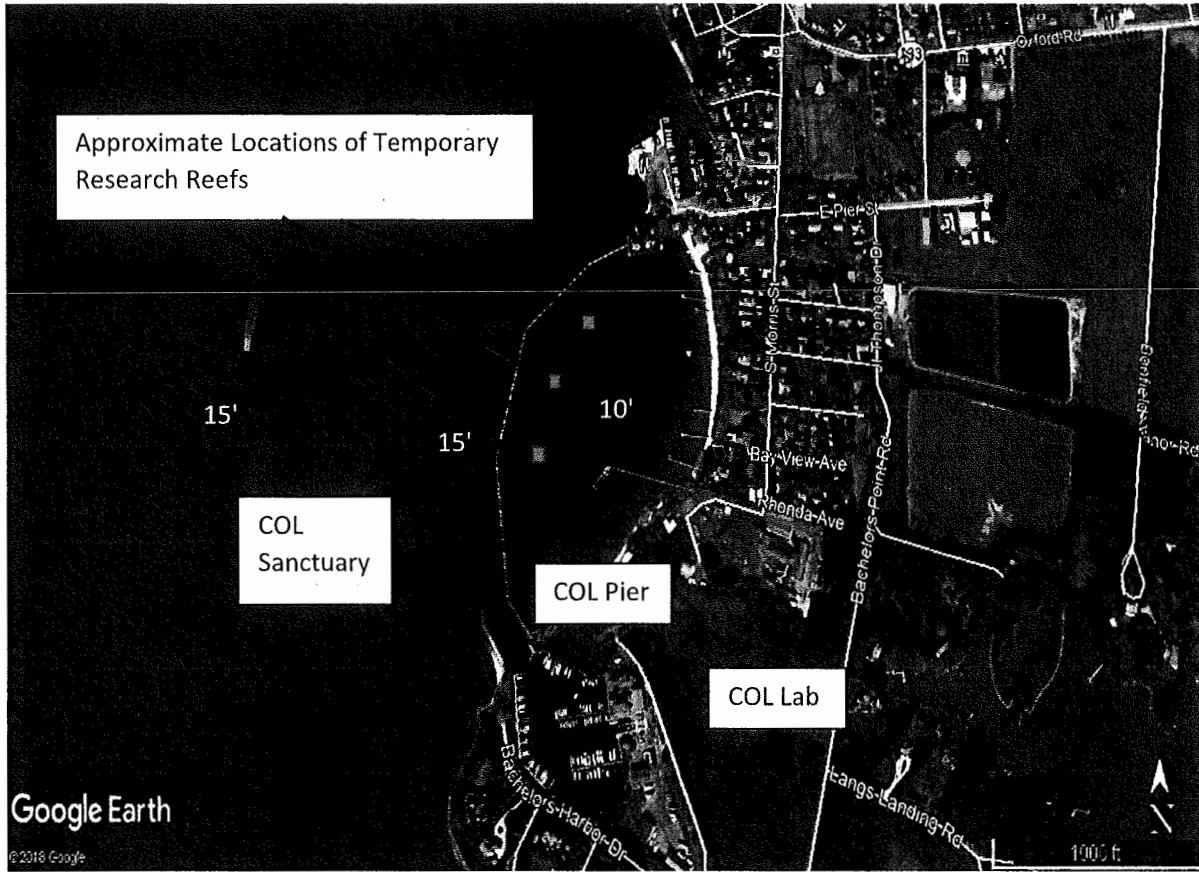 Oxford Rd
333
Approximate Locations of Temporary
Research Reefs
E Pier St
S Morris St
J L Thompson Dr
15'
15'
10'
Bay View Ave
Rhonda Ave
Bachelors Point Rd
COL
Sanctuary
COL Pier
COL Lab
Bachelors Harbor Dr
Langs Landing Rd
Google Earth
©2018 Google
1000 ft
N